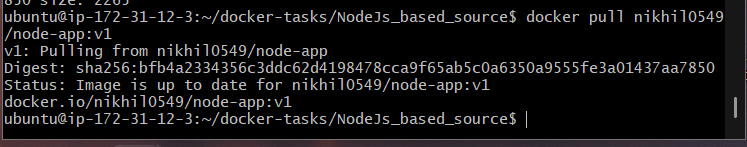 850 size: 2205
ubuntu@ip-172-31-12-3:~/docker-tasks/NodeJs_based_source$ docker pull nikhil0549
/node-app:v1
v1: Pulling from nikhil0549/node-app
Digest: sha256:bfb4a2334356c3ddc62d4198478cca9f65ab5c0a6350a9555fe3a01437aa7850
Status: Image is up to date for nikhil0549/node-app:v1
docker.io/nikhil0549/node-app:v1
ubuntu@ip-172-31-12-3:~/docker-tasks/NodeJs_based_source$